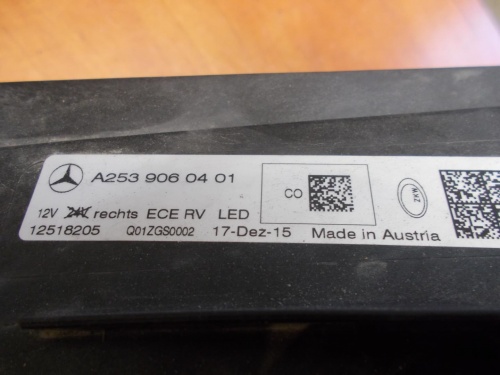 A253 906 04 01
CO
ZKW
12V 24V rechts ECE RV LED
12518205 Q01ZGS0002 17-Dez-15 Made in Austria